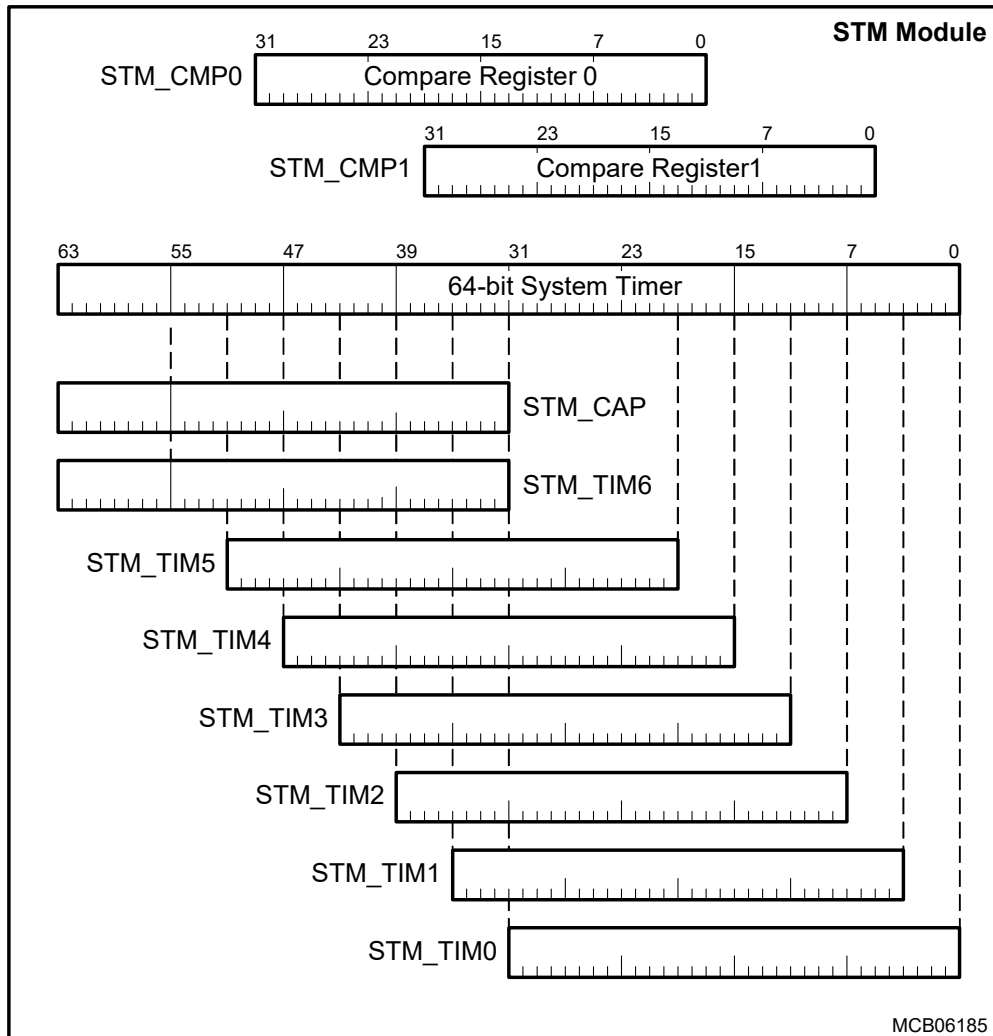 STM Module
31 23 15 7 0
STM_CMP0 Compare Register 0
31 23 15 7 0
STM_CMP1 Compare Register1
63 55 47 39 31 23 15 7 0
64-bit System Timer
STM_CAP
STM_TIM6
STM_TIM5
STM_TIM4
STM_TIM3
STM_TIM2
STM_TIM1
STM_TIM0
MCB06185